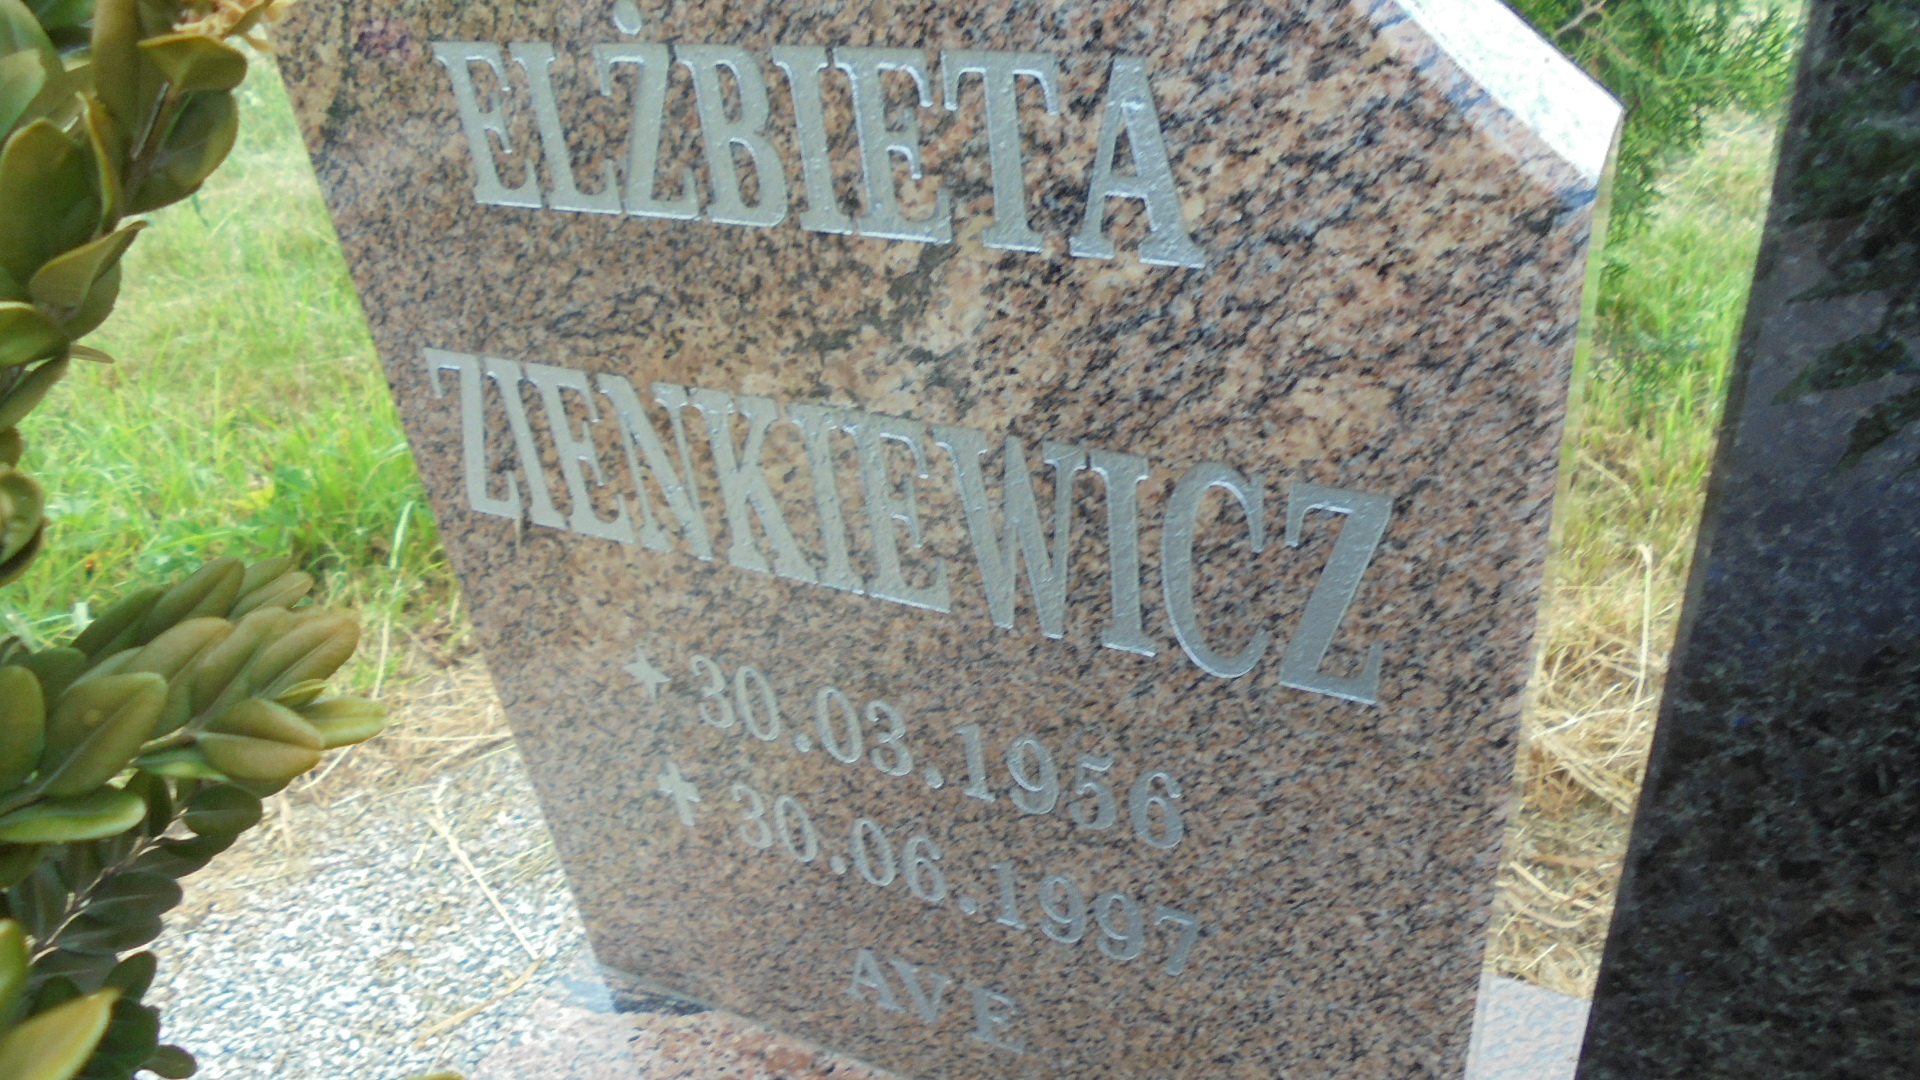 ELŻBIETA
ZIENKIEWICZ
30.03.1956
30.06.1997
AVE